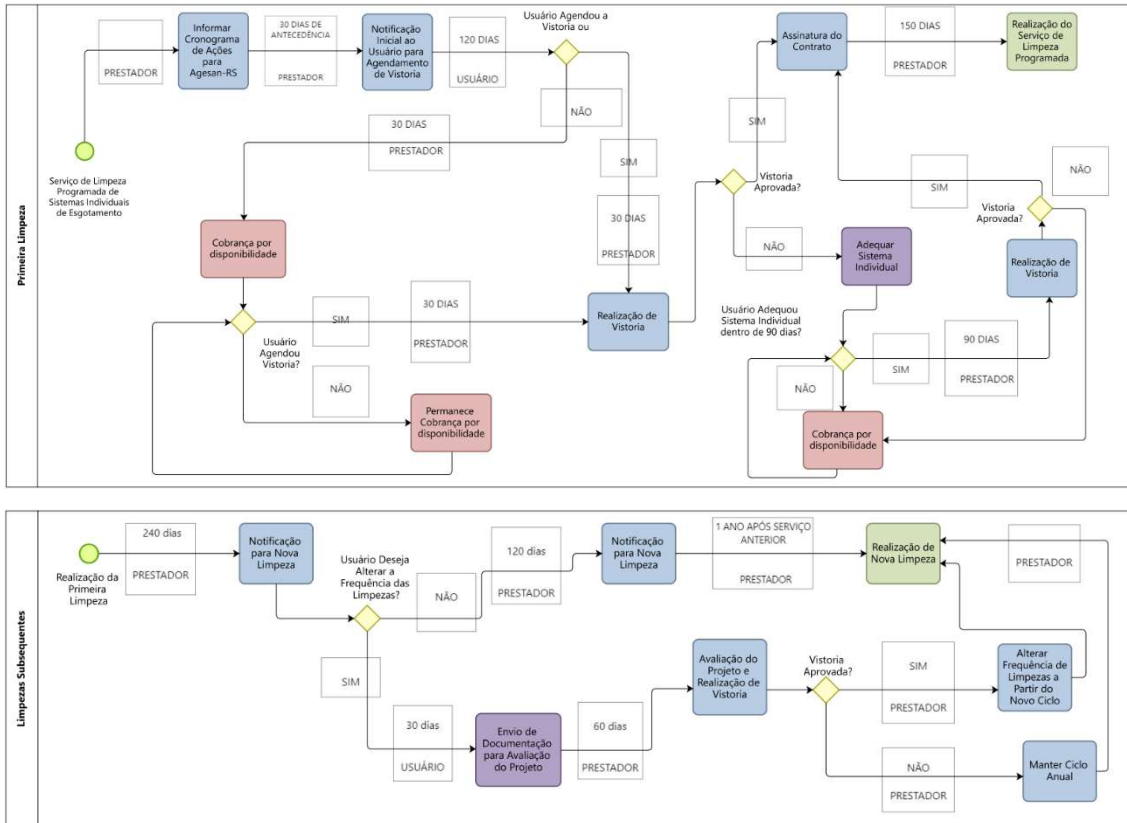 Primeira Limpeza
PRESTADOR
Serviço de Limpeza
Programada de
Sistemas Individuais
de Esgotamento
Informar
Cronograma
de Ações
para
Agesan-RS
30 DIAS DE
ANTECEDÊNCIA
PRESTADOR
Notificação
Inicial ao
Usuário para
Agendamento
de Vistoria
120 DIAS
USUÁRIO
Usuário Agendou a
Vistoria ou
NÃO
30 DIAS
PRESTADOR
SIM
30 DIAS
PRESTADOR
Cobrança por
disponibilidade
Usuário
Agendou
Vistoria?
SIM
30 DIAS
PRESTADOR
NÃO
Permanece
Cobrança por
disponibilidade
Realização de
Vistoria
Vistoria
Aprovada?
SIM
Assinatura do
Contrato
150 DIAS
PRESTADOR
Realização do
Serviço de
Limpeza
Programada
NÃO
Adequar
Sistema
Individual
Usuário Adequou
Sistema Individual
dentro de 90 dias?
SIM
90 DIAS
PRESTADOR
NÃO
Cobrança por
disponibilidade
Realização de
Vistoria
Vistoria
Aprovada?
SIM
NÃO
Limpezas Subsequentes
Realização da
Primeira
Limpeza
240 dias
PRESTADOR
Notificação
para Nova
Limpeza
Usuário Deseja
Alterar a
Frequência das
Limpezas?
NÃO
120 dias
PRESTADOR
Notificação
para Nova
Limpeza
1 ANO APÓS SERVIÇO
ANTERIOR
PRESTADOR
Realização de
Nova Limpeza
PRESTADOR
SIM
30 dias
USUÁRIO
Envio de
Documentação
para Avaliação
do Projeto
60 dias
PRESTADOR
Avaliação do
Projeto e
Realização de
Vistoria
Vistoria
Aprovada?
SIM
PRESTADOR
Alterar
Frequência de
Limpezas a
Partir do
Novo Ciclo
NÃO
PRESTADOR
Manter Ciclo
Anual